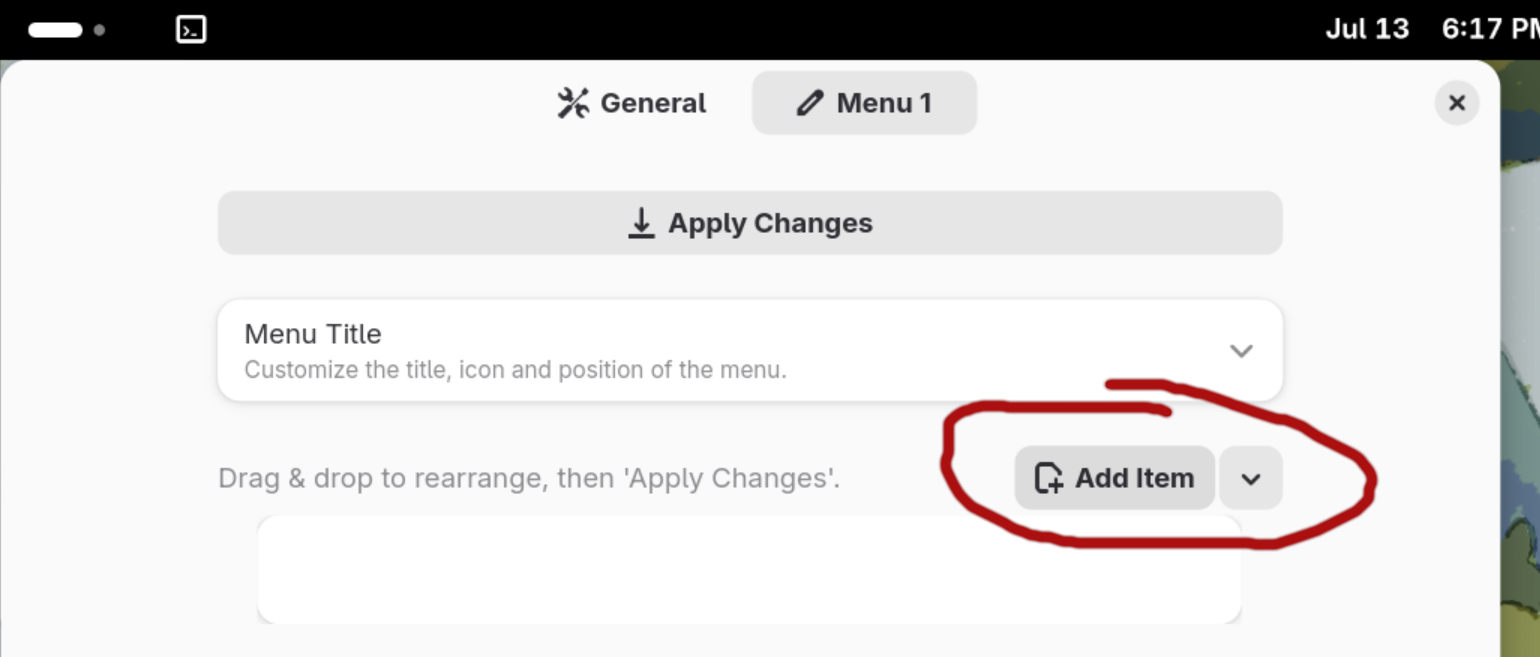 Jul 13 6:17 PM
General Menu 1
Apply Changes
Menu Title
Customize the title, icon and position of the menu.
Drag & drop to rearrange, then 'Apply Changes'.
Add Item